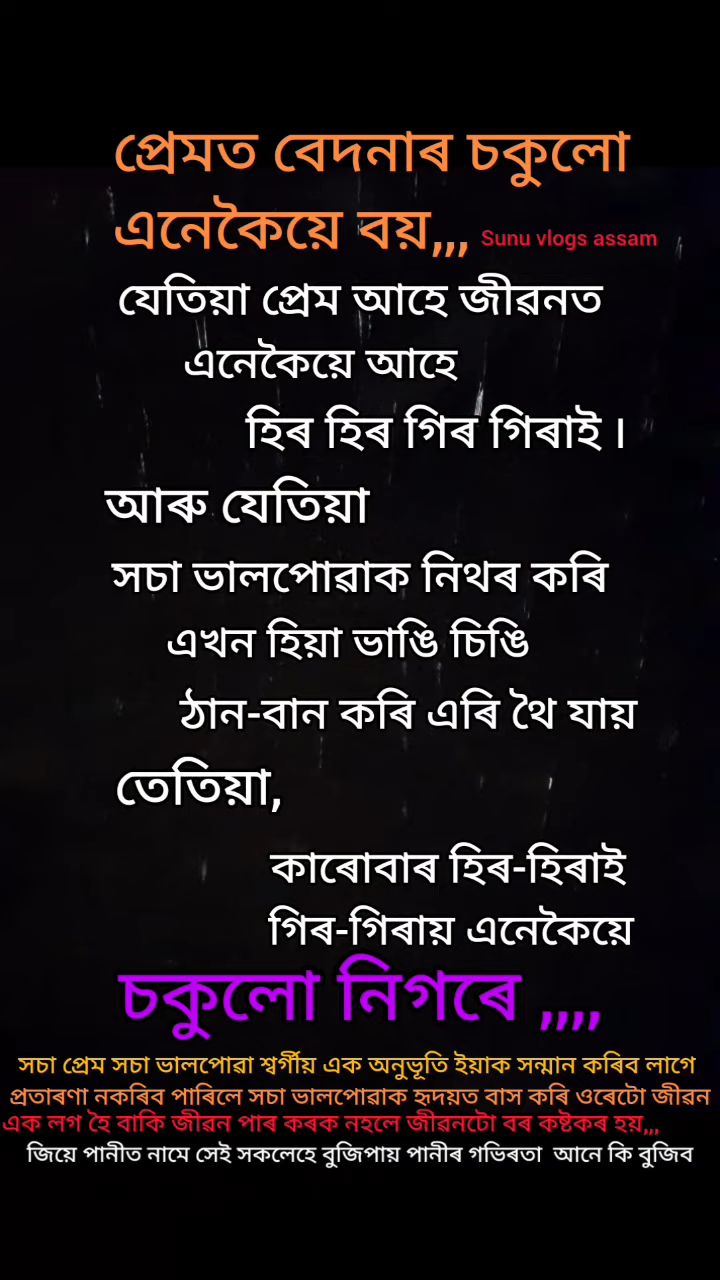 প্ৰেমত বেদনাৰ চকুলো
এনেকৈয়ে বয়,,, Sunu vlogs assam
যেতিয়া প্ৰেম আহে জীৱনত
এনেকৈয়ে আহে
হিৰ হিৰ গিৰ গিৰাই ।
আৰু যেতিয়া
সচা ভালপোৱাক নিথৰ কৰি
এখন হিয়া ভাঙি চিঙি
ঠান-বান কৰি এৰি থৈ যায়
তেতিয়া,
কাৰোবাৰ হিৰ-হিৰাই
গিৰ-গিৰায় এনেকৈয়ে
চকুলো নিগৰে ,,,,
সচা প্ৰেম সচা ভালপোৱা শ্বৰ্গীয় এক অনুভূতি ইয়াক সন্মান কৰিব লাগে
প্ৰতাৰণা নকৰিব পাৰিলে সচা ভালপোৱাক হৃদয়ত বাস কৰি ওৰেটো জীৱন
এক লগ হৈ বাকি জীৱন পাৰ কৰক নহলে জীৱনটো বৰ কষ্টকৰ হয়,,,
জিয়ে পানীত নামে সেই সকলেহে বুজিপায় পানীৰ গভিৰতা আনে কি বুজিব